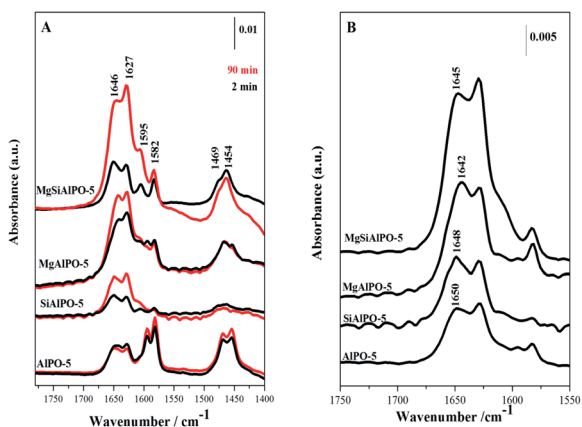 A
0.01
90 min
2 min
1646
1627
1595
1582
1469
1454
MgSiAlPO-5
MgAlPO-5
SiAlPO-5
AlPO-5
Absorbance (a.u.)
1750 1700 1650 1600 1550 1500 1450 1400
Wavenumber / cm-1
B
0.005
1645
1642
1648
1650
MgSiAlPO-5
MgAlPO-5
SiAlPO-5
AlPO-5
Absorbance (a.u.)
1750 1700 1650 1600 1550
Wavenumber /cm-1